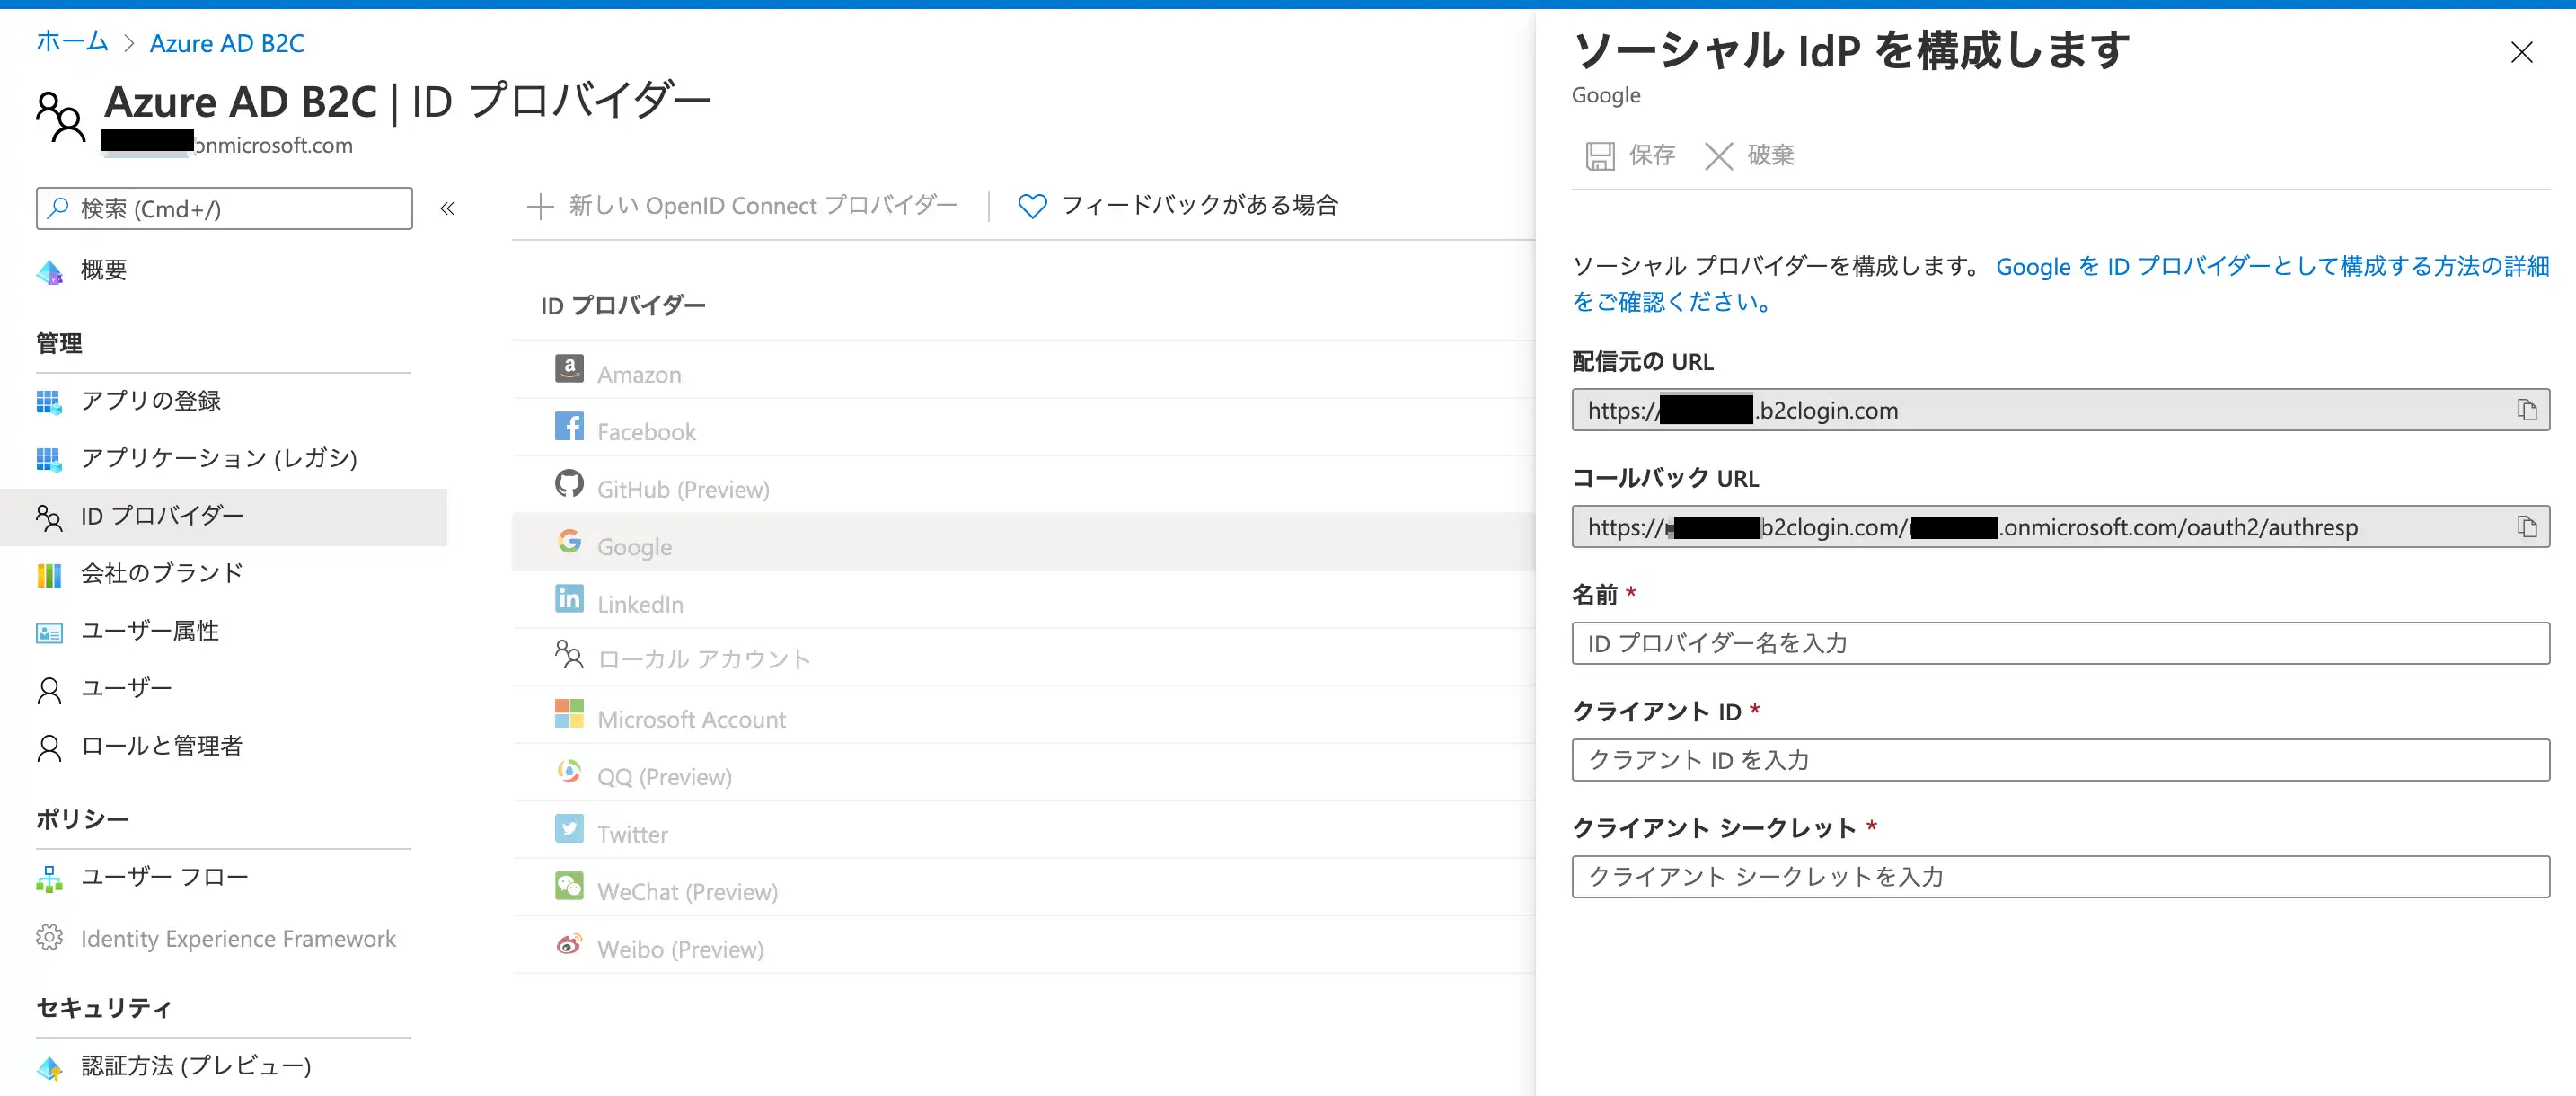 ホーム > Azure AD B2C
Azure AD B2C | ID プロバイダー
onmicrosoft.com
検索 (Cmd+/)
«
概要
管理
アプリの登録
アプリケーション (レガシ)
ID プロバイダー
会社のブランド
ユーザー属性
ユーザー
ロールと管理者
ポリシー
ユーザー フロー
Identity Experience Framework
セキュリティ
認証方法 (プレビュー)
新しい OpenID Connect プロバイダー
フィードバックがある場合
ID プロバイダー
Amazon
Facebook
GitHub (Preview)
Google
LinkedIn
ローカル アカウント
Microsoft Account
QQ (Preview)
Twitter
WeChat (Preview)
Weibo (Preview)
ソーシャル IdP を構成します
Google
保存
破棄
ソーシャル プロバイダーを構成します。 Google を ID プロバイダーとして構成する方法の詳細
をご確認ください。
配信元の URL
https://.b2clogin.com
コールバック URL
https://b2clogin.com/.onmicrosoft.com/oauth2/authresp
名前 *
ID プロバイダー名を入力
クライアント ID *
クラアント ID を入力
クライアント シークレット *
クライアント シークレットを入力